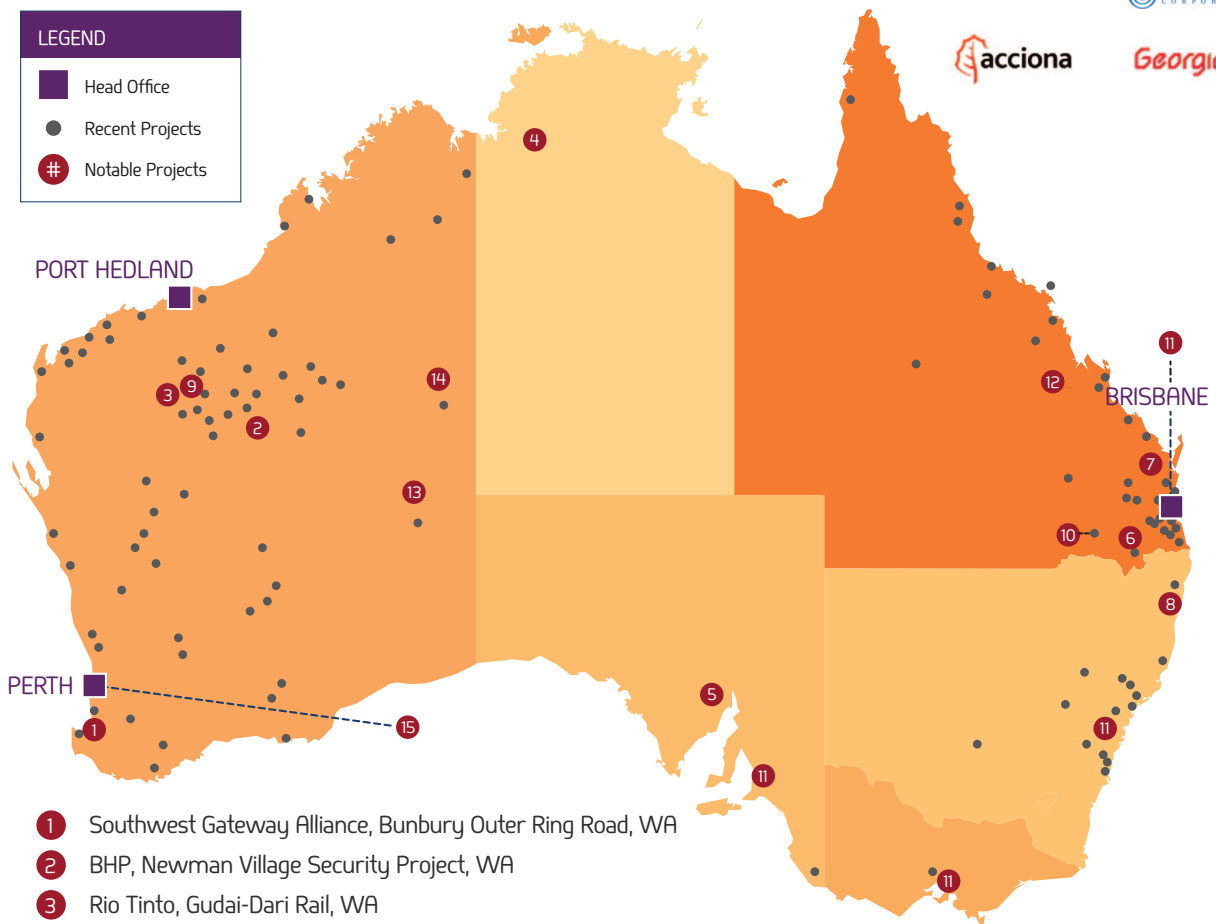 LEGEND
Head Office
Recent Projects
# Notable Projects
acciona
4
PORT HEDLAND
11
14
9
3
12
BRISBANE
2
7
13
10
6
8
5
PERTH
15
1
11
11
11
1 Southwest Gateway Alliance, Bunbury Outer Ring Road, WA
2 BHP, Newman Village Security Project, WA
3 Rio Tinto, Gudai-Dari Rail, WA